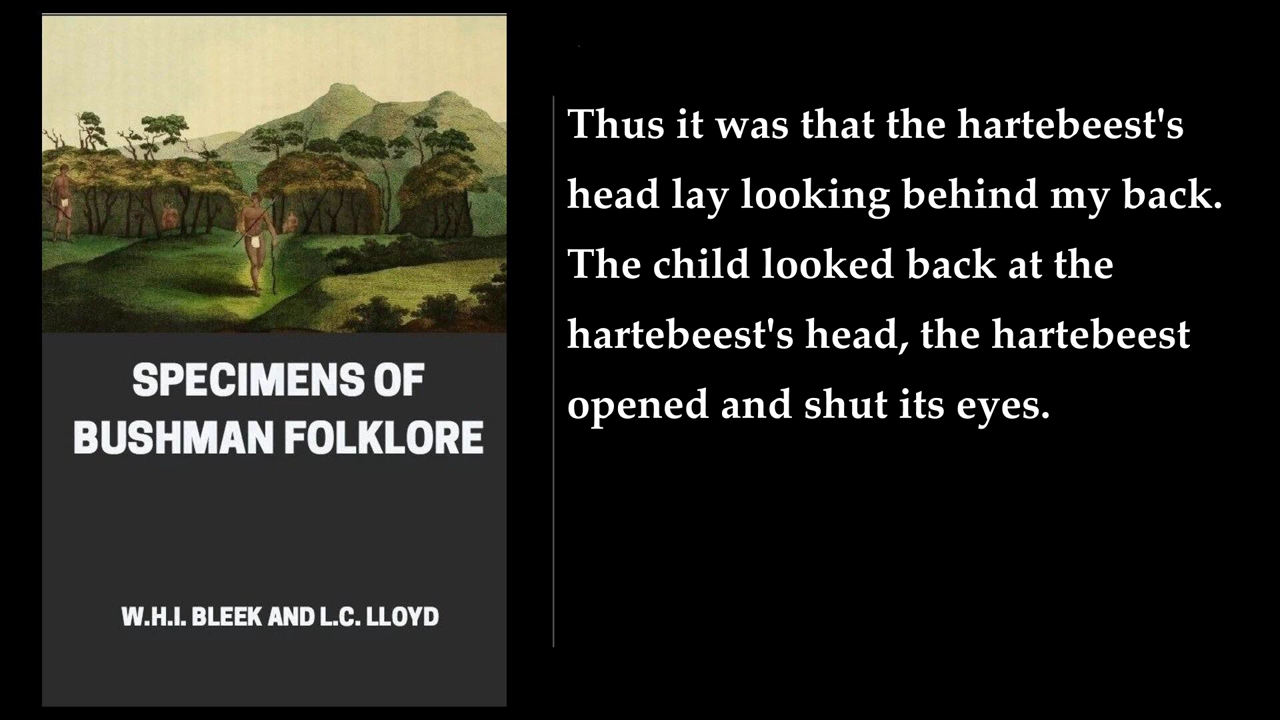 SPECIMENS OF
BUSHMAN FOLKLORE
W.H.I. BLEEK AND L.C. LLOYD
Thus it was that the hartebeest's
head lay looking behind my back.
The child looked back at the
hartebeest's head, the hartebeest
opened and shut its eyes.